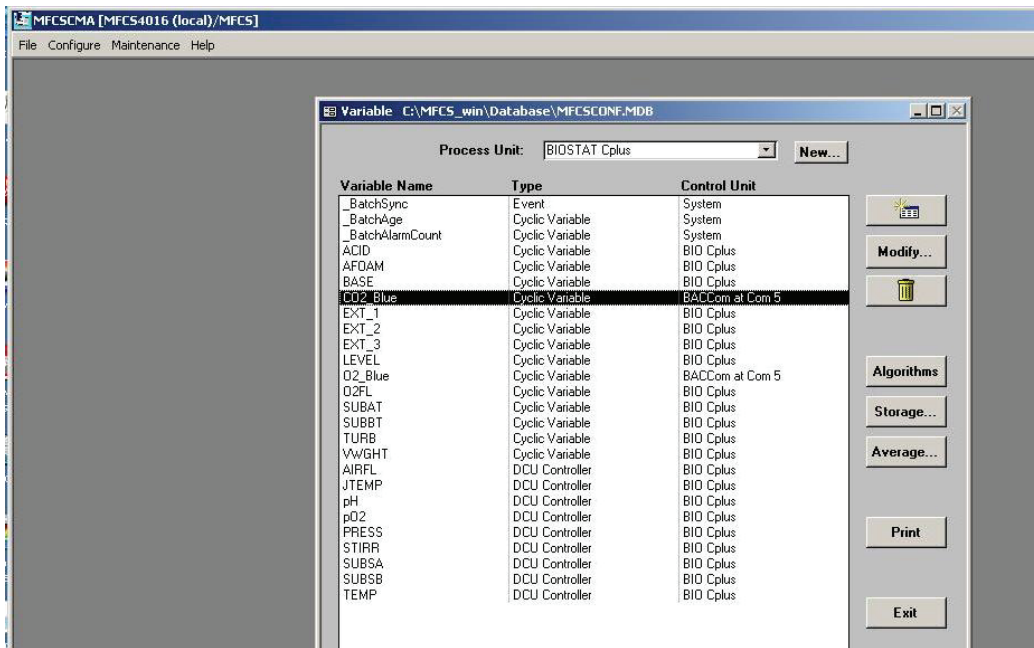 MFCSCMA [MFCS4016 (local)/MFCS]
File Configure Maintenance Help
Variable C:\MFCS_win\Database\MFCSCONF.MDB
Process Unit: BIOSTAT Cplus New...
Variable Name Type Control Unit
_BatchSync Event System
_BatchAge Cyclic Variable System
_BatchAlarmCount Cyclic Variable System
ACID Cyclic Variable BIO Cplus
Modify...
AFOAM Cyclic Variable BIO Cplus
BASE Cyclic Variable BIO Cplus
CO2_Blue Cyclic Variable BACCom at Com 5
EXT_1 Cyclic Variable BIO Cplus
EXT_2 Cyclic Variable BIO Cplus
EXT_3 Cyclic Variable BIO Cplus
LEVEL Cyclic Variable BIO Cplus
Algorithms
O2_Blue Cyclic Variable BACCom at Com 5
O2FL Cyclic Variable BIO Cplus
SUBAT Cyclic Variable BIO Cplus
Storage...
SUBBT Cyclic Variable BIO Cplus
TURB Cyclic Variable BIO Cplus
VWGHT Cyclic Variable BIO Cplus
Average...
AIRFL DCU Controller BIO Cplus
JTEMP DCU Controller BIO Cplus
pH DCU Controller BIO Cplus
pO2 DCU Controller BIO Cplus
PRESS DCU Controller BIO Cplus
Print
STIRR DCU Controller BIO Cplus
SUBSA DCU Controller BIO Cplus
SUBSB DCU Controller BIO Cplus
TEMP DCU Controller BIO Cplus
Exit